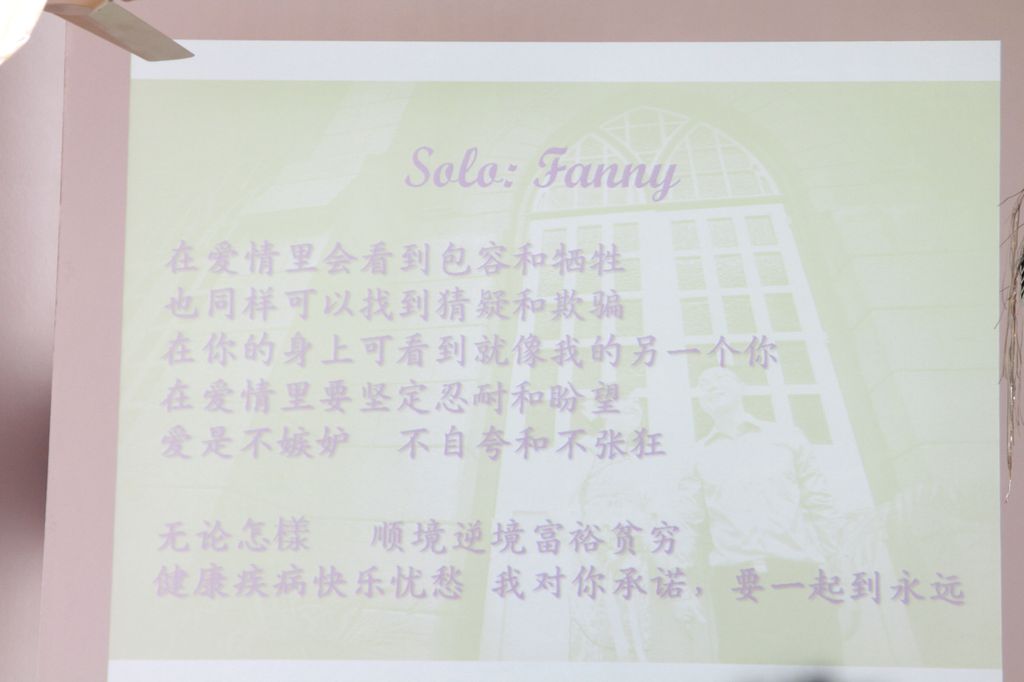 Solo: Fanny
在爱情里会看到包容和牺牲
也同样可以找到猜疑和欺骗
在你的身上可看到就像我的另一个你
在爱情里要坚定忍耐和盼望
爱是不嫉妒　不自夸和不张狂
无论怎樣　顺境逆境富裕贫穷
健康疾病快乐忧愁　我对你承诺，要一起到永远